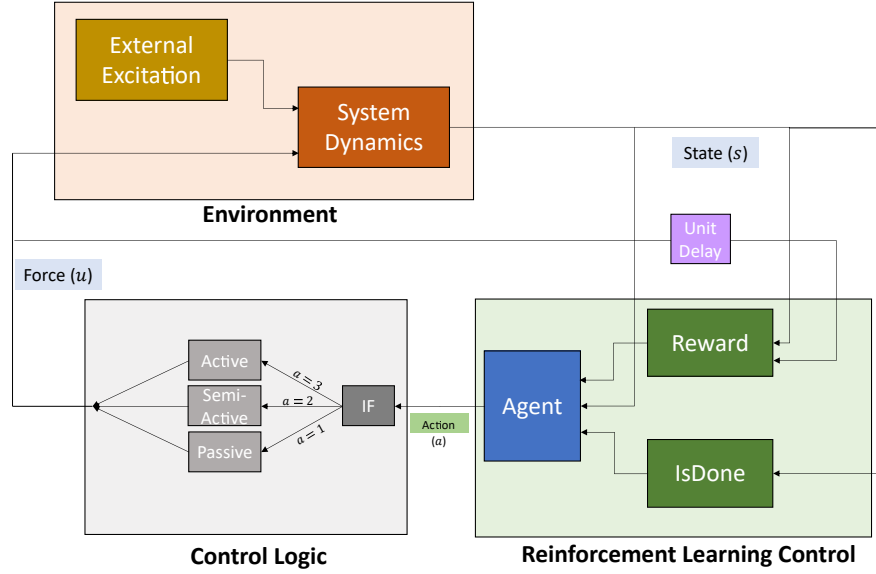 External
Excitation
System
Dynamics
Environment
State (s)
Unit
Delay
Force (u)
Active
Semi-
Active
Passive
a = 3
a = 2
a = 1
IF
Action
(a)
Agent
Reward
IsDone
Control Logic
Reinforcement Learning Control